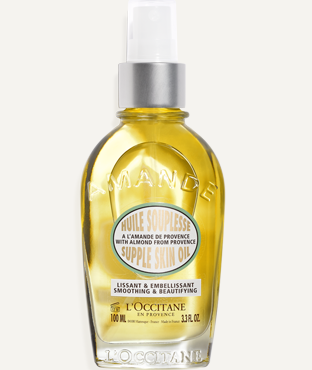 AMANDE
HUILE SOUPLESSE
A L'AMANDE DE PROVENCE
WITH ALMOND FROM PROVENCE
SUPPLE SKIN OIL
LISSANT & EMBELLISSANT
SMOOTHING & BEAUTIFYING
L'OCCITANE
EN PROVENCE
100 ML
3.3 FL.OZ.
L'OCCITANE